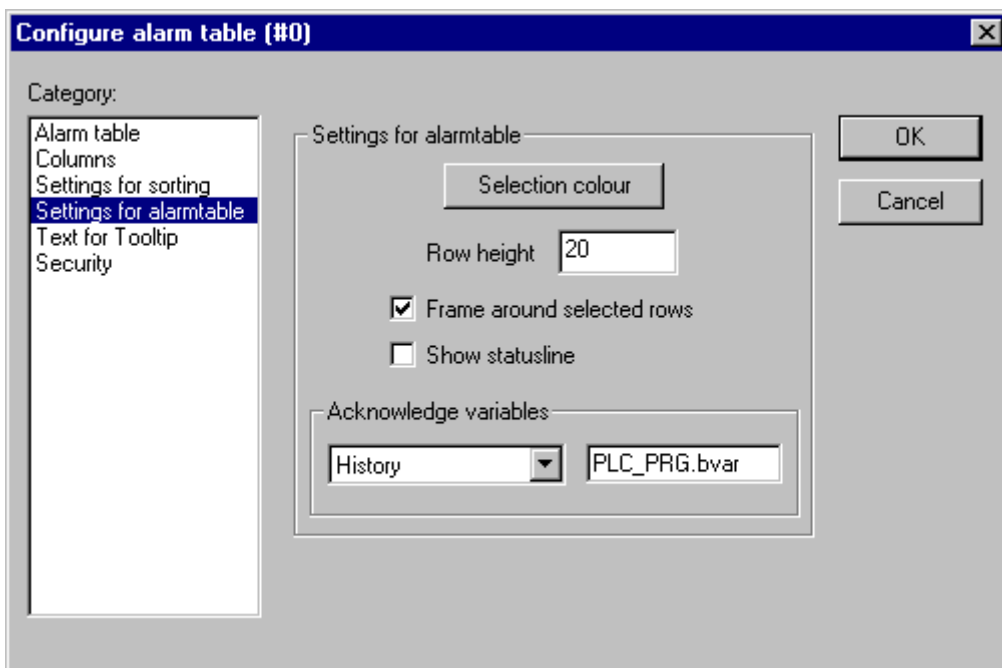 Configure alarm table (#0)
Category:
Alarm table
Columns
Settings for sorting
Settings for alarmtable
Text for Tooltip
Security
Settings for alarmtable
Selection colour
Row height 20
Frame around selected rows
Show statusline
Acknowledge variables
History PLC_PRG.bvar
OK
Cancel